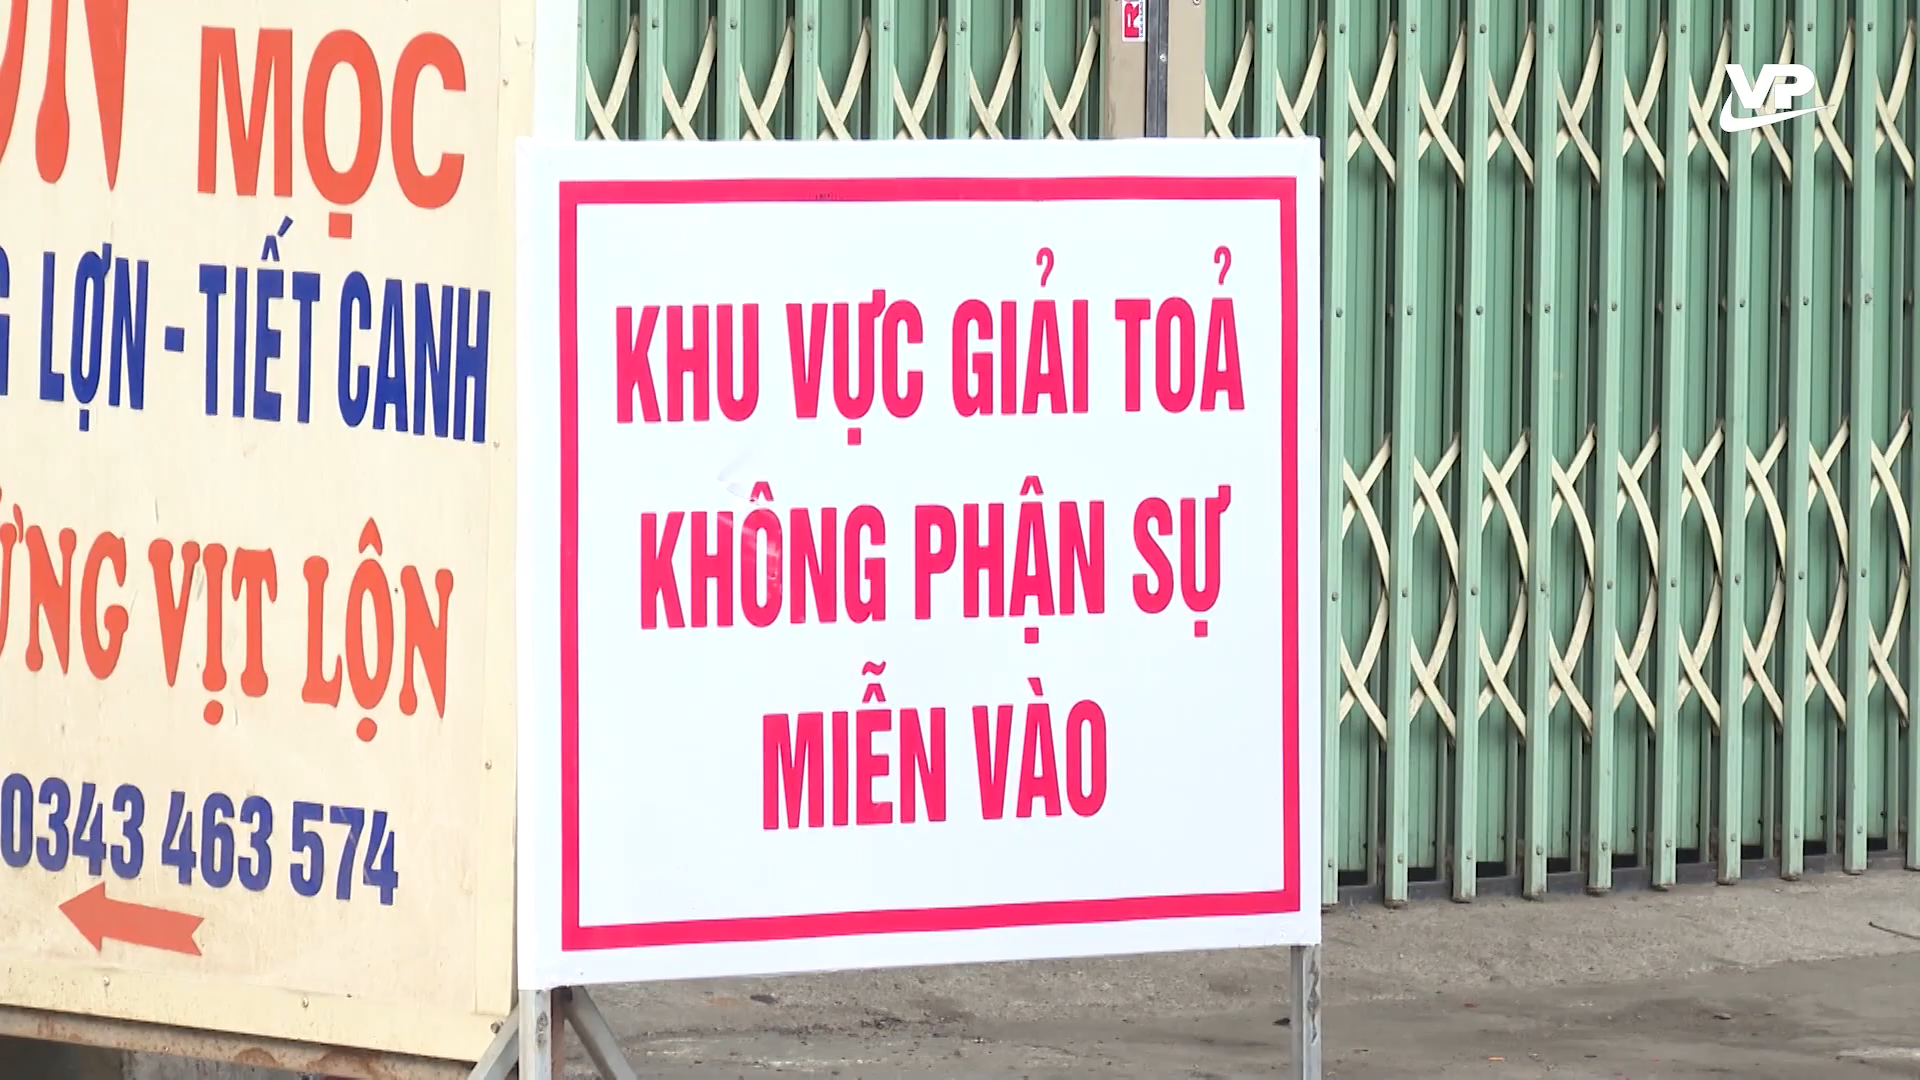 MỌC
LỢN - TIẾT CANH
VỊT LỘN
0343 463 574
KHU VỰC GIẢI TOẢ
KHÔNG PHẬN SỰ
MIỄN VÀO
VP